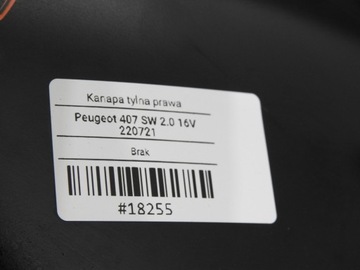 Kanapa tylna prawa
Peugeot 407 SW 2.0 16V
220721
Brak
#18255